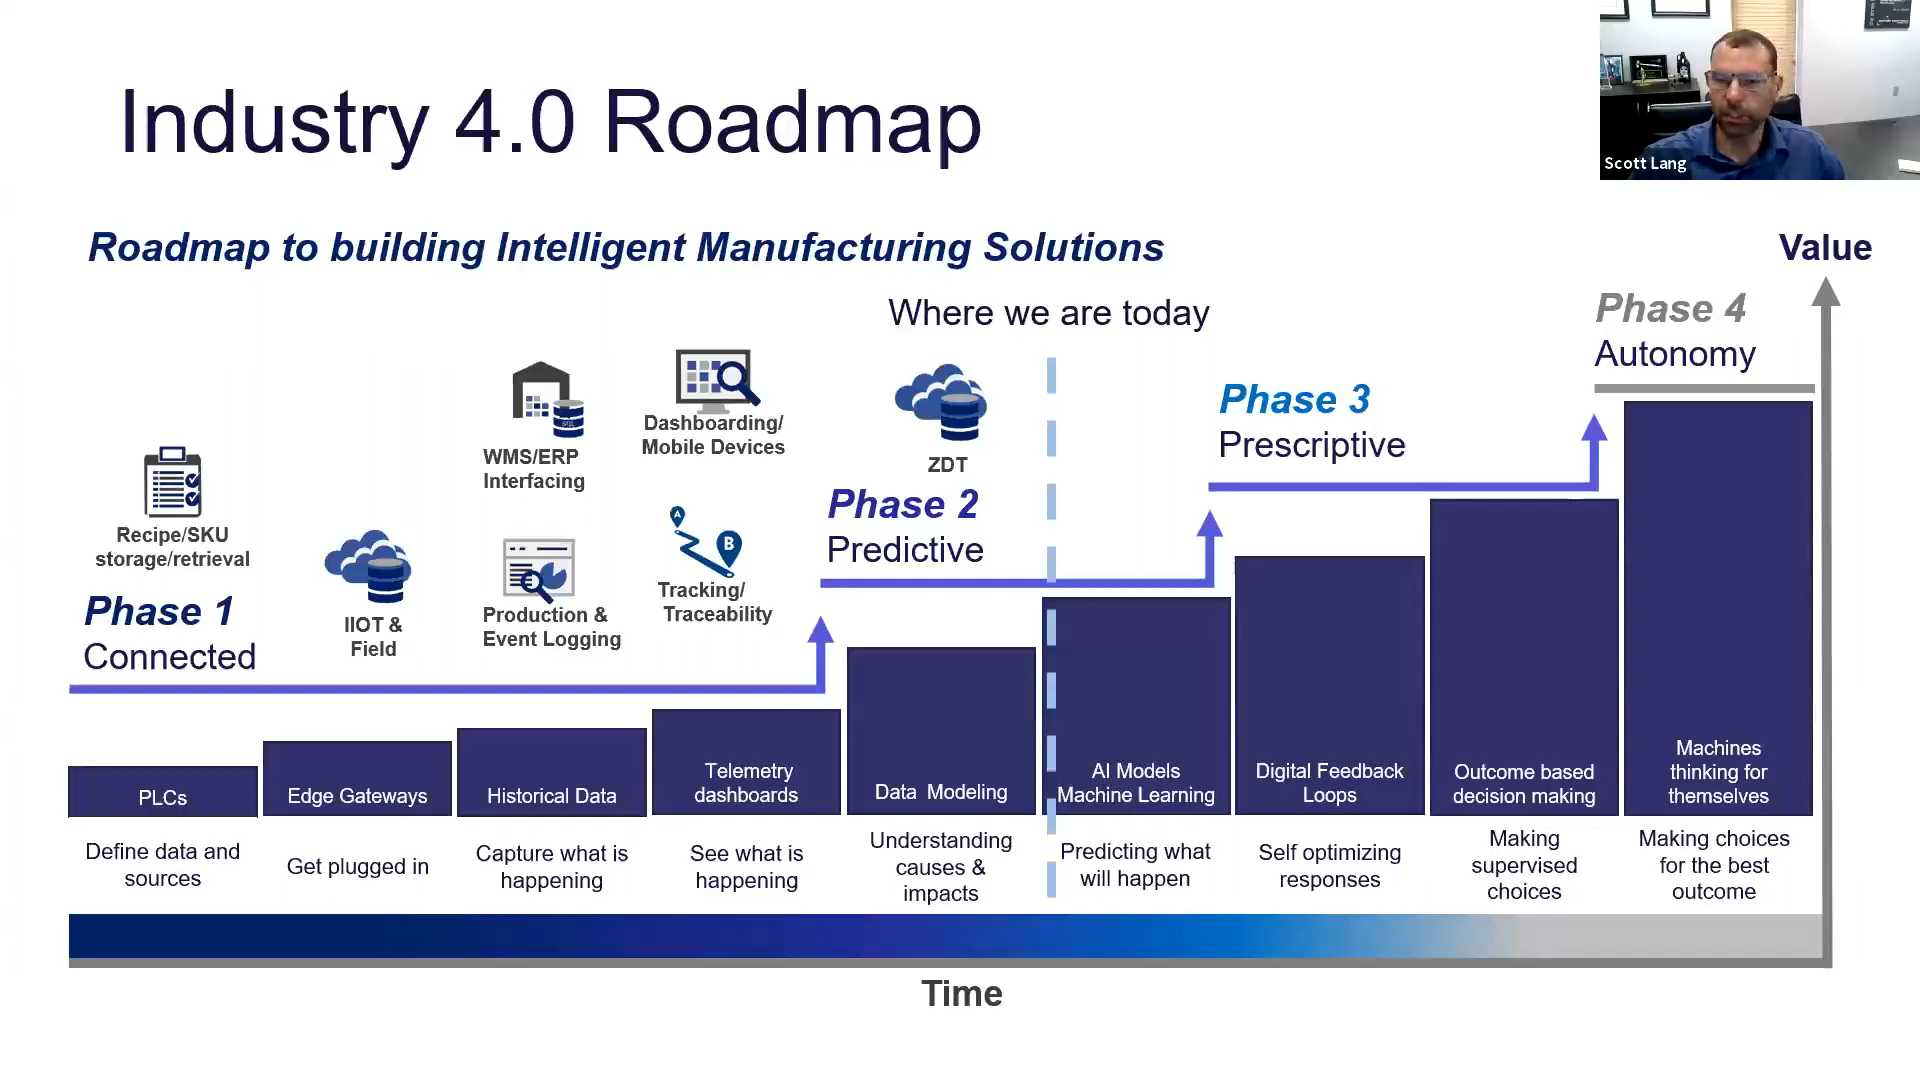 Industry 4.0 Roadmap
Scott Lang
Roadmap to building Intelligent Manufacturing Solutions
Value
Where we are today
Phase 4
Autonomy
Phase 3
Prescriptive
Dashboarding/
Mobile Devices
WMS/ERP
Interfacing
ZDT
Phase 2
Predictive
Recipe/SKU
storage/retrieval
A
B
Tracking/
Traceability
Production &
Event Logging
IIOT &
Field
Phase 1
Connected
PLCs
Edge Gateways
Historical Data
Telemetry
dashboards
Data Modeling
AI Models
Machine Learning
Digital Feedback
Loops
Outcome based
decision making
Machines
thinking for
themselves
Define data and
sources
Get plugged in
Capture what is
happening
See what is
happening
Understanding
causes &
impacts
Predicting what
will happen
Self optimizing
responses
Making
supervised
choices
Making choices
for the best
outcome
Time